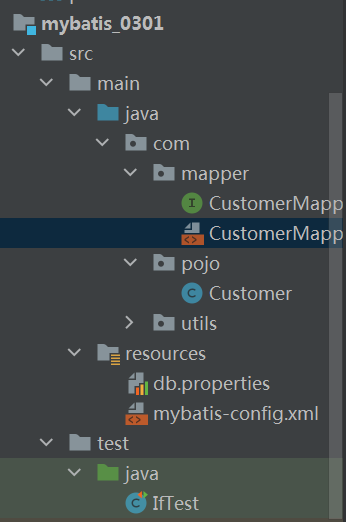 mybatis_0301
src
main
java
com
mapper
CustomerMapp
CustomerMapp
pojo
Customer
utils
resources
db.properties
mybatis-config.xml
test
java
IfTest